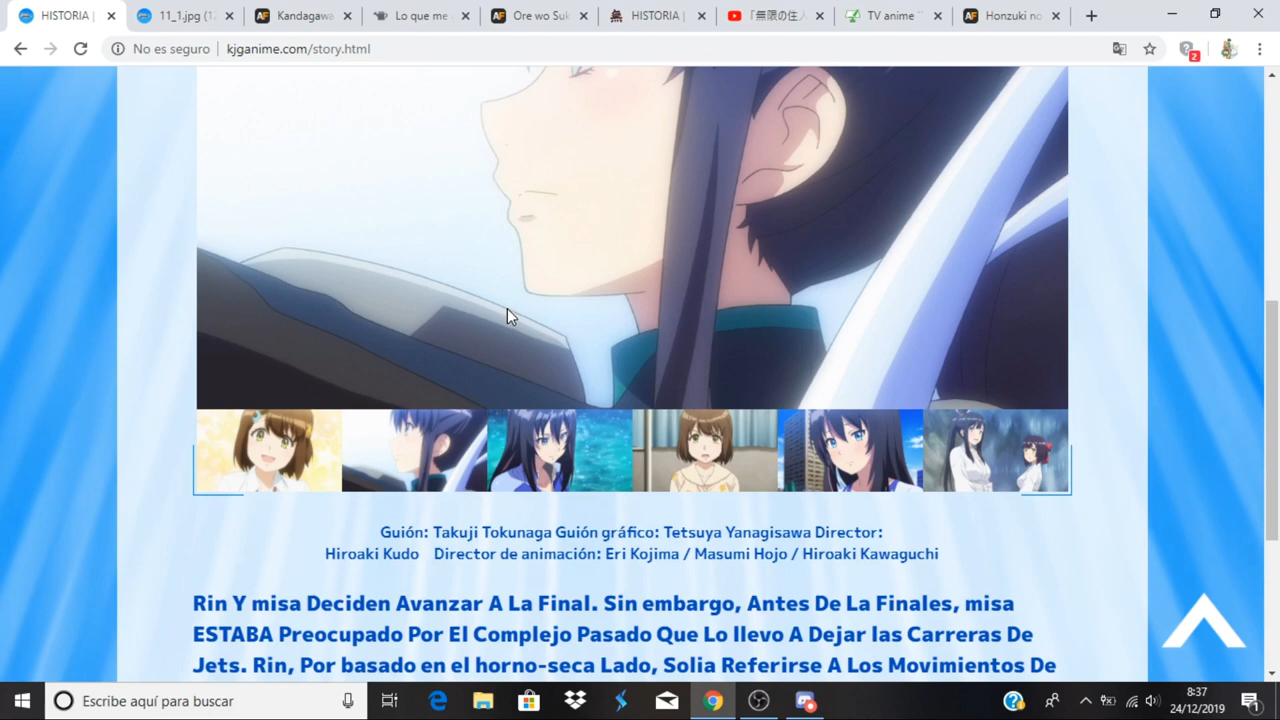 HISTORIA |
11_1.jpg (1
Kandagawa
Lo que me
Ore wo Suk
HISTORIA |
「無限の住人
TV anime
Honzuki no
No es seguro
kjganime.com/story.html
2
Guión: Takuji Tokunaga Guión gráfico: Tetsuya Yanagisawa Director:
Hiroaki Kudo Director de animación: Eri Kojima / Masumi Hojo / Hiroaki Kawaguchi
Rin Y misa Deciden Avanzar A La Final. Sin embargo, Antes De La Finales, misa
ESTABA Preocupado Por El Complejo Pasado Que Lo llevo A Dejar las Carreras De
Jets. Rin, Por basado en el horno-seca Lado, Solia Referirse A Los Movimientos De
Escribe aquí para buscar
8:37
24/12/2019
1